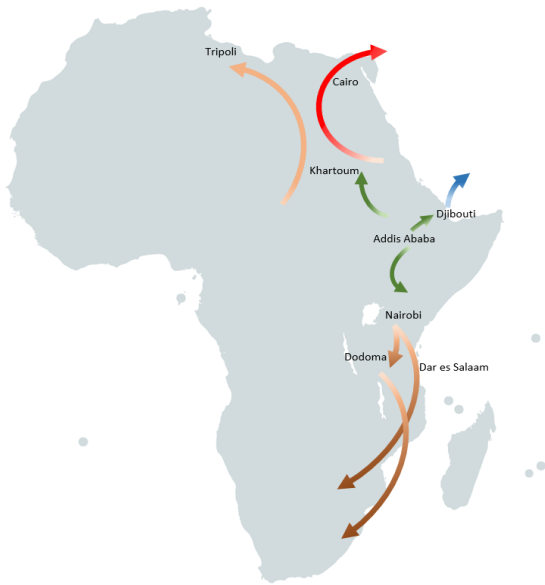 Tripoli
Cairo
Khartoum
Djibouti
Addis Ababa
Nairobi
Dodoma
Dar es Salaam